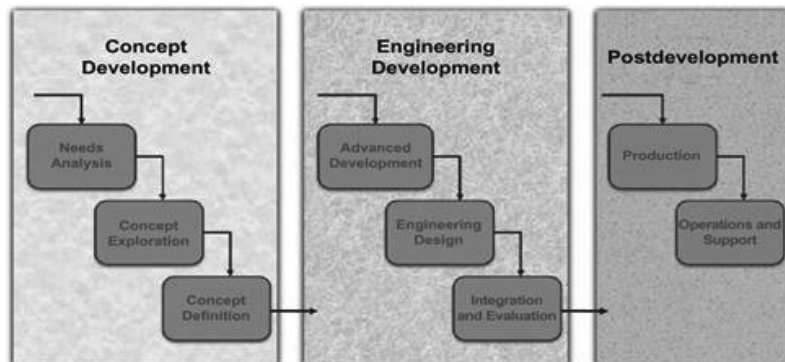 Concept
Development
Needs
Analysis
Concept
Exploration
Concept
Definition
Engineering
Development
Advanced
Development
Engineering
Design
Integration
and Evaluation
Postdevelopment
Production
Operations and
Support